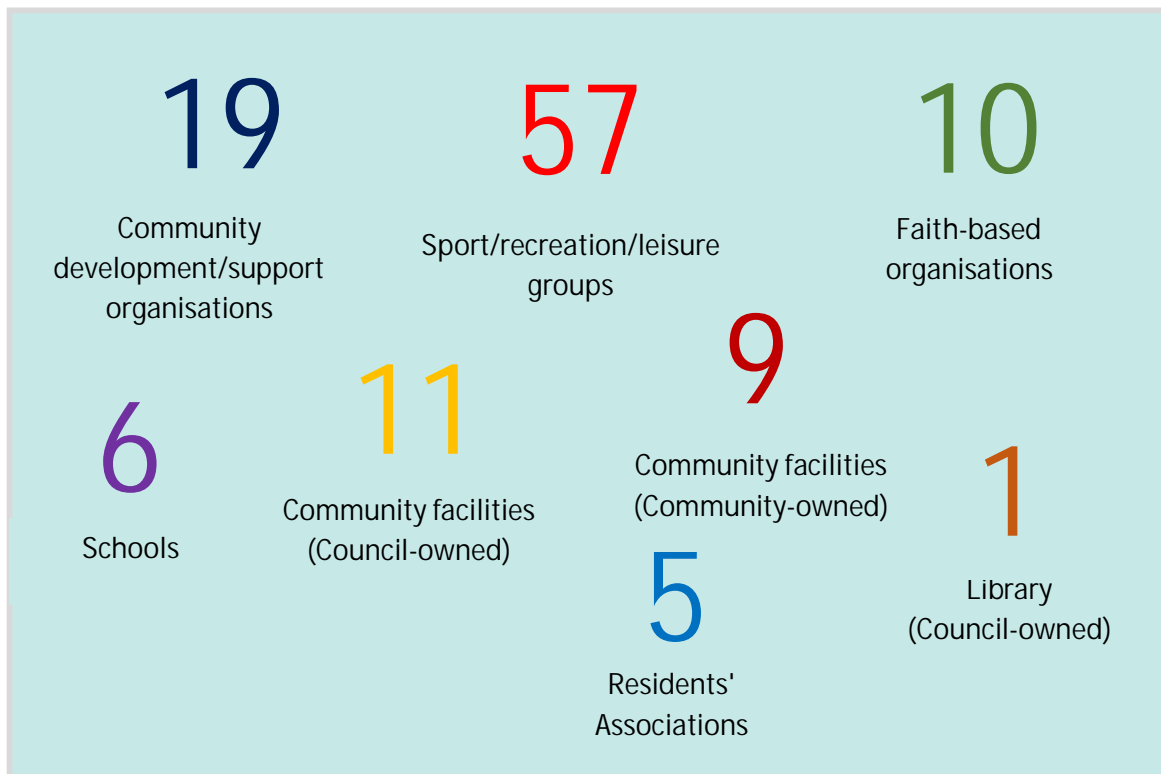 19
Community
development/support
organisations
57
Sport/recreation/leisure
groups
10
Faith-based
organisations
6
Schools
11
Community facilities
(Council-owned)
9
Community facilities
(Community-owned)
1
Library
(Council-owned)
5
Residents'
Associations